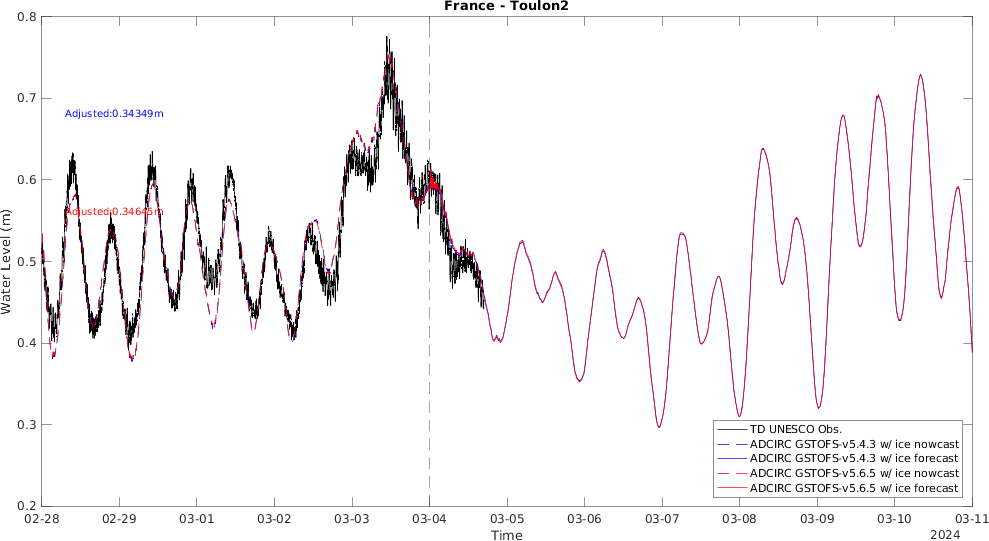 France - Toulon2
0.8
0.7
0.6
0.5
0.4
0.3
0.2
Water Level (m)
Adjusted:0.34349m
Adjusted:0.34645m
TD UNESCO Obs.
ADCIRC GSTOFS-v5.4.3 w/ ice nowcast
ADCIRC GSTOFS-v5.4.3 w/ ice forecast
ADCIRC GSTOFS-v5.6.5 w/ ice nowcast
ADCIRC GSTOFS-v5.6.5 w/ ice forecast
02-28 02-29 03-01 03-02 03-03 03-04 03-05 03-06 03-07 03-08 03-09 03-10 03-11
Time
2024